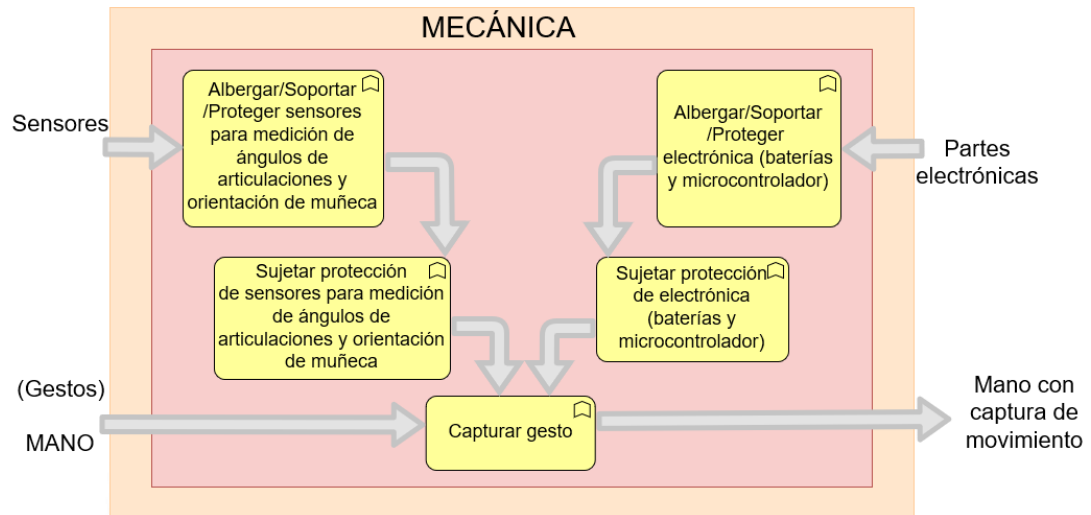 MECÁNICA
Sensores
Albergar/Soportar
/Proteger sensores
para medición de
ángulos de
articulaciones y
orientación de muñeca
Albergar/Soportar
/Proteger
electrónica (baterías
y microcontrolador)
Partes
electrónicas
Sujetar protección
de sensores para medición
de ángulos de
articulaciones y orientación
de muñeca
Sujetar protección
de electrónica
(baterías y
microcontrolador)
(Gestos)
MANO
Capturar gesto
Mano con
captura de
movimiento